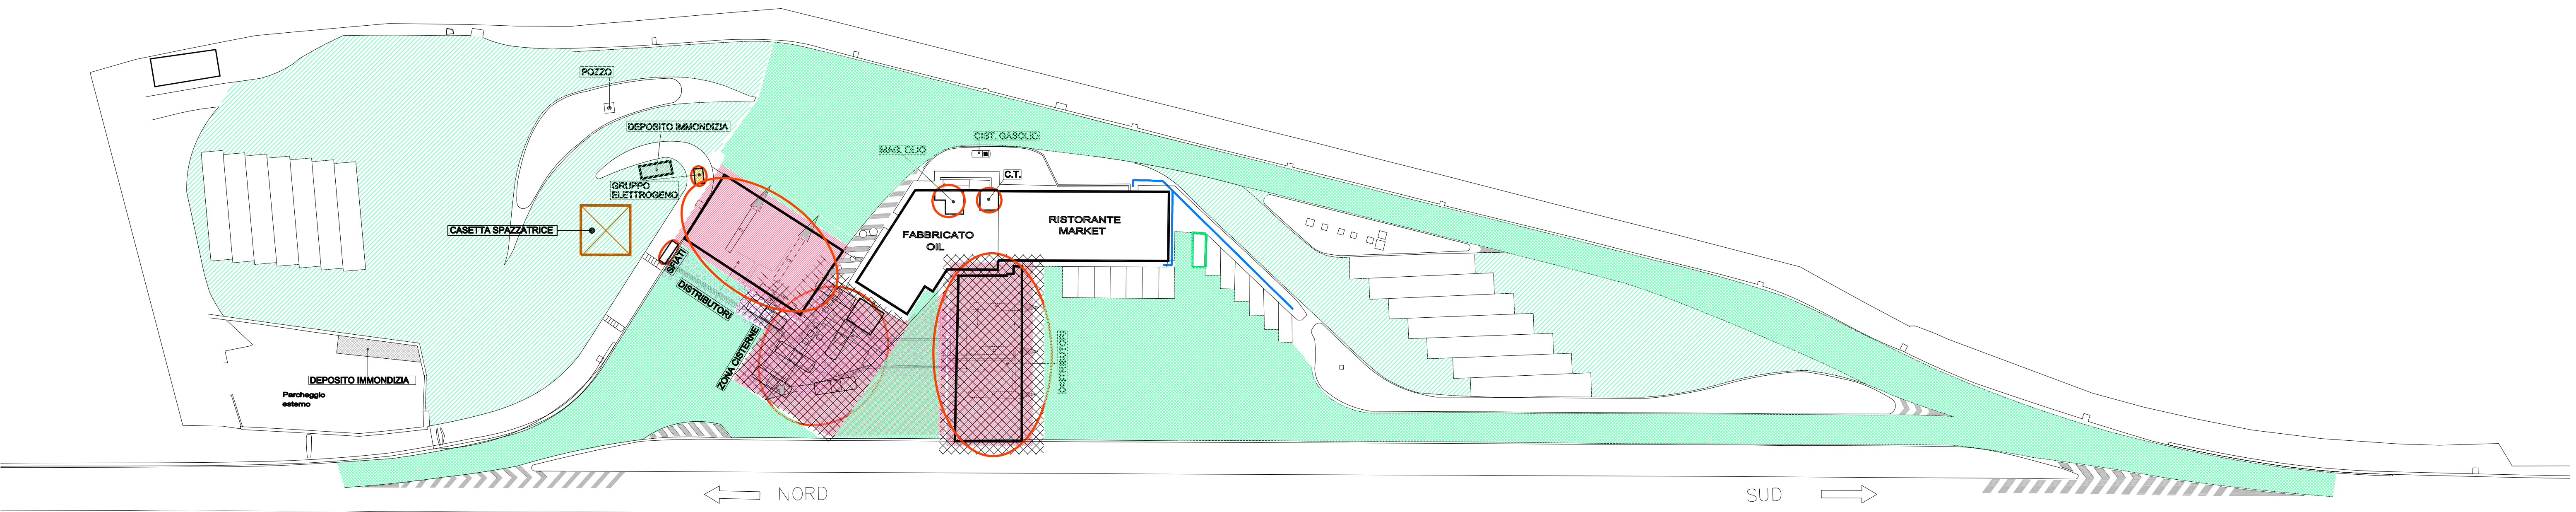 POZZO
DEPOSITO IMMONDIZIA
CIST. GASOLIO
MAG. OLIO
C.T.
GRUPPO
ELETTROGENO
CASETTA SPAZZATRICE
RISTORANTE
MARKET
FABBRICATO
OIL
SFIATI
DISTRIBUTORI
ZONA CISTERNE
DISTRIBUTORI
DEPOSITO IMMONDIZIA
Parcheggio
esterno
NORD
SUD